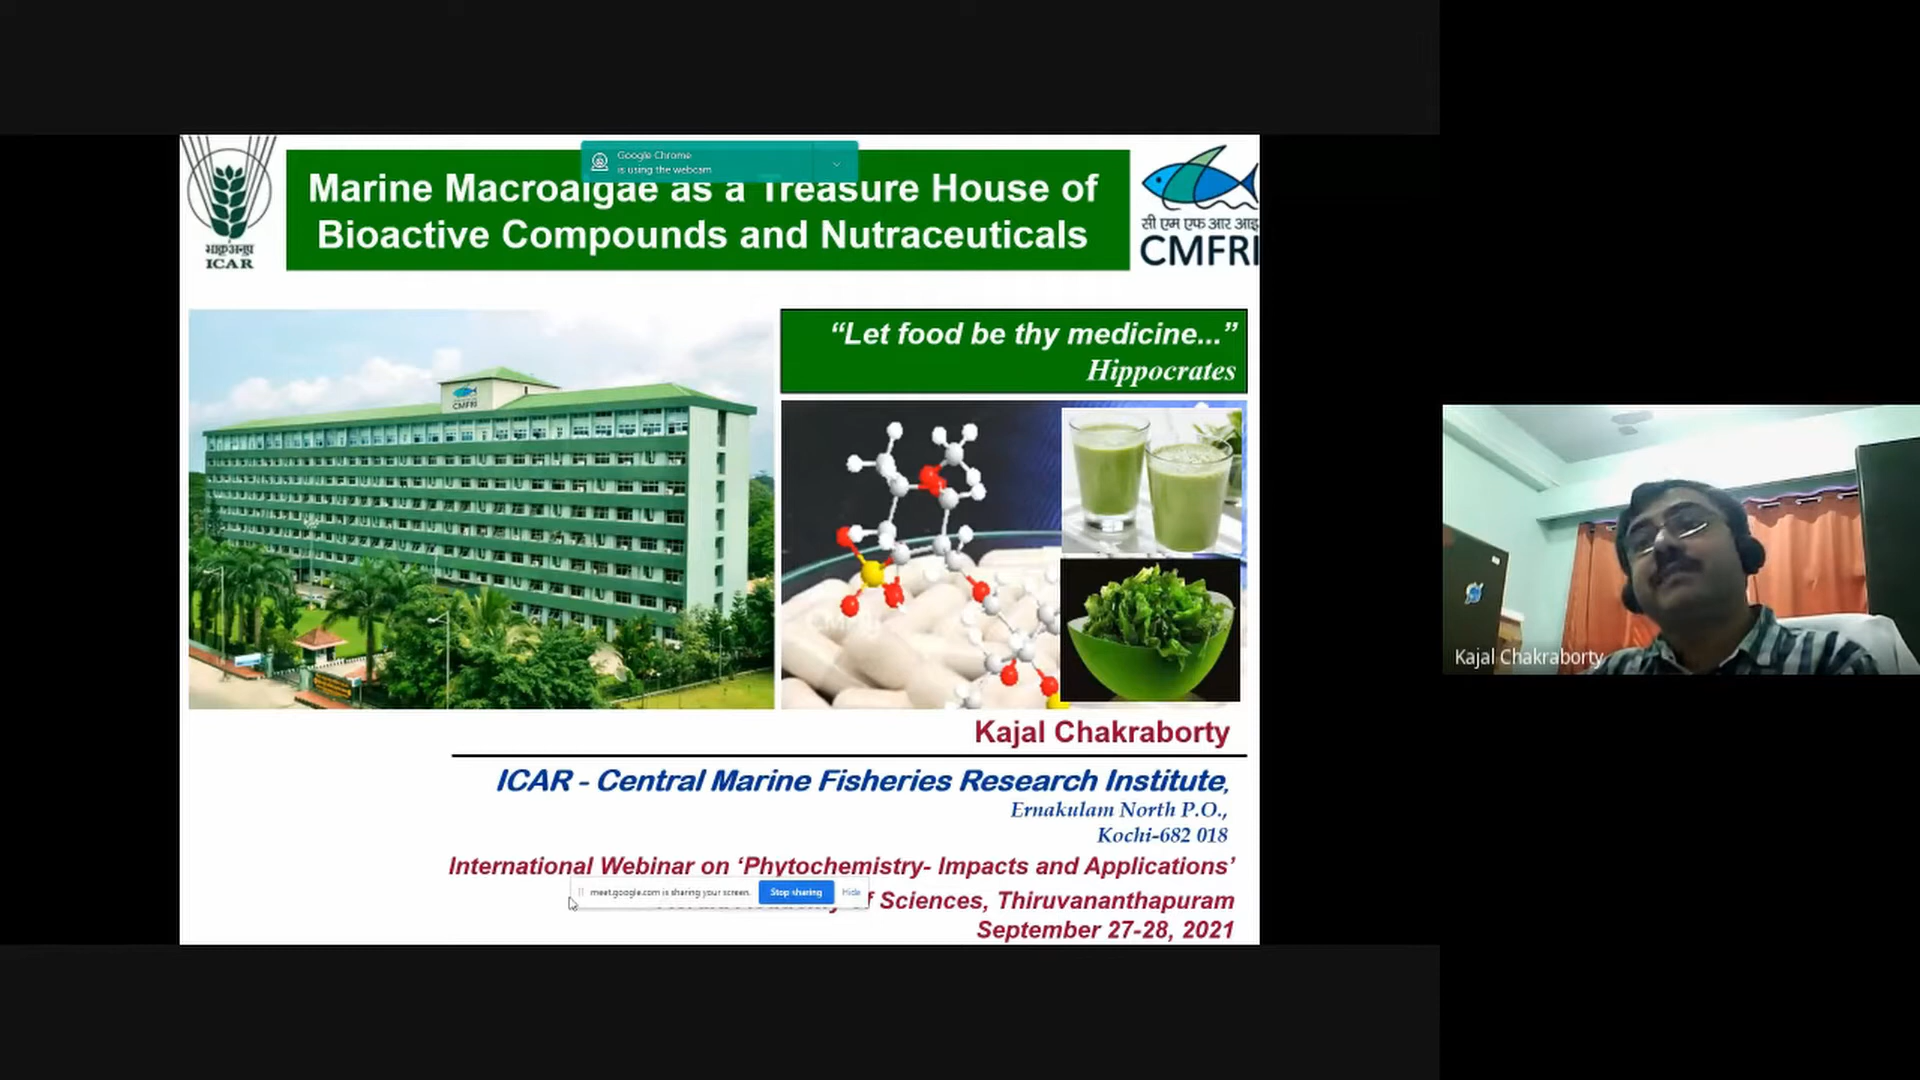 Google Chrome
is using the webcam
Marine Macroalgae as a Treasure House of
Bioactive Compounds and Nutraceuticals
भाकृअनुप
ICAR
सी एम एफ आर आइ
CMFRI
“Let food be thy medicine...”
Hippocrates
CMFRI
Kajal Chakraborty
ICAR - Central Marine Fisheries Research Institute,
Ernakulam North P.O.,
Kochi-682 018
International Webinar on ‘Phytochemistry- Impacts and Applications’
meet.google.com is sharing your screen.
Stop sharing
Hide
of Sciences, Thiruvananthapuram
September 27-28, 2021
Kajal Chakraborty